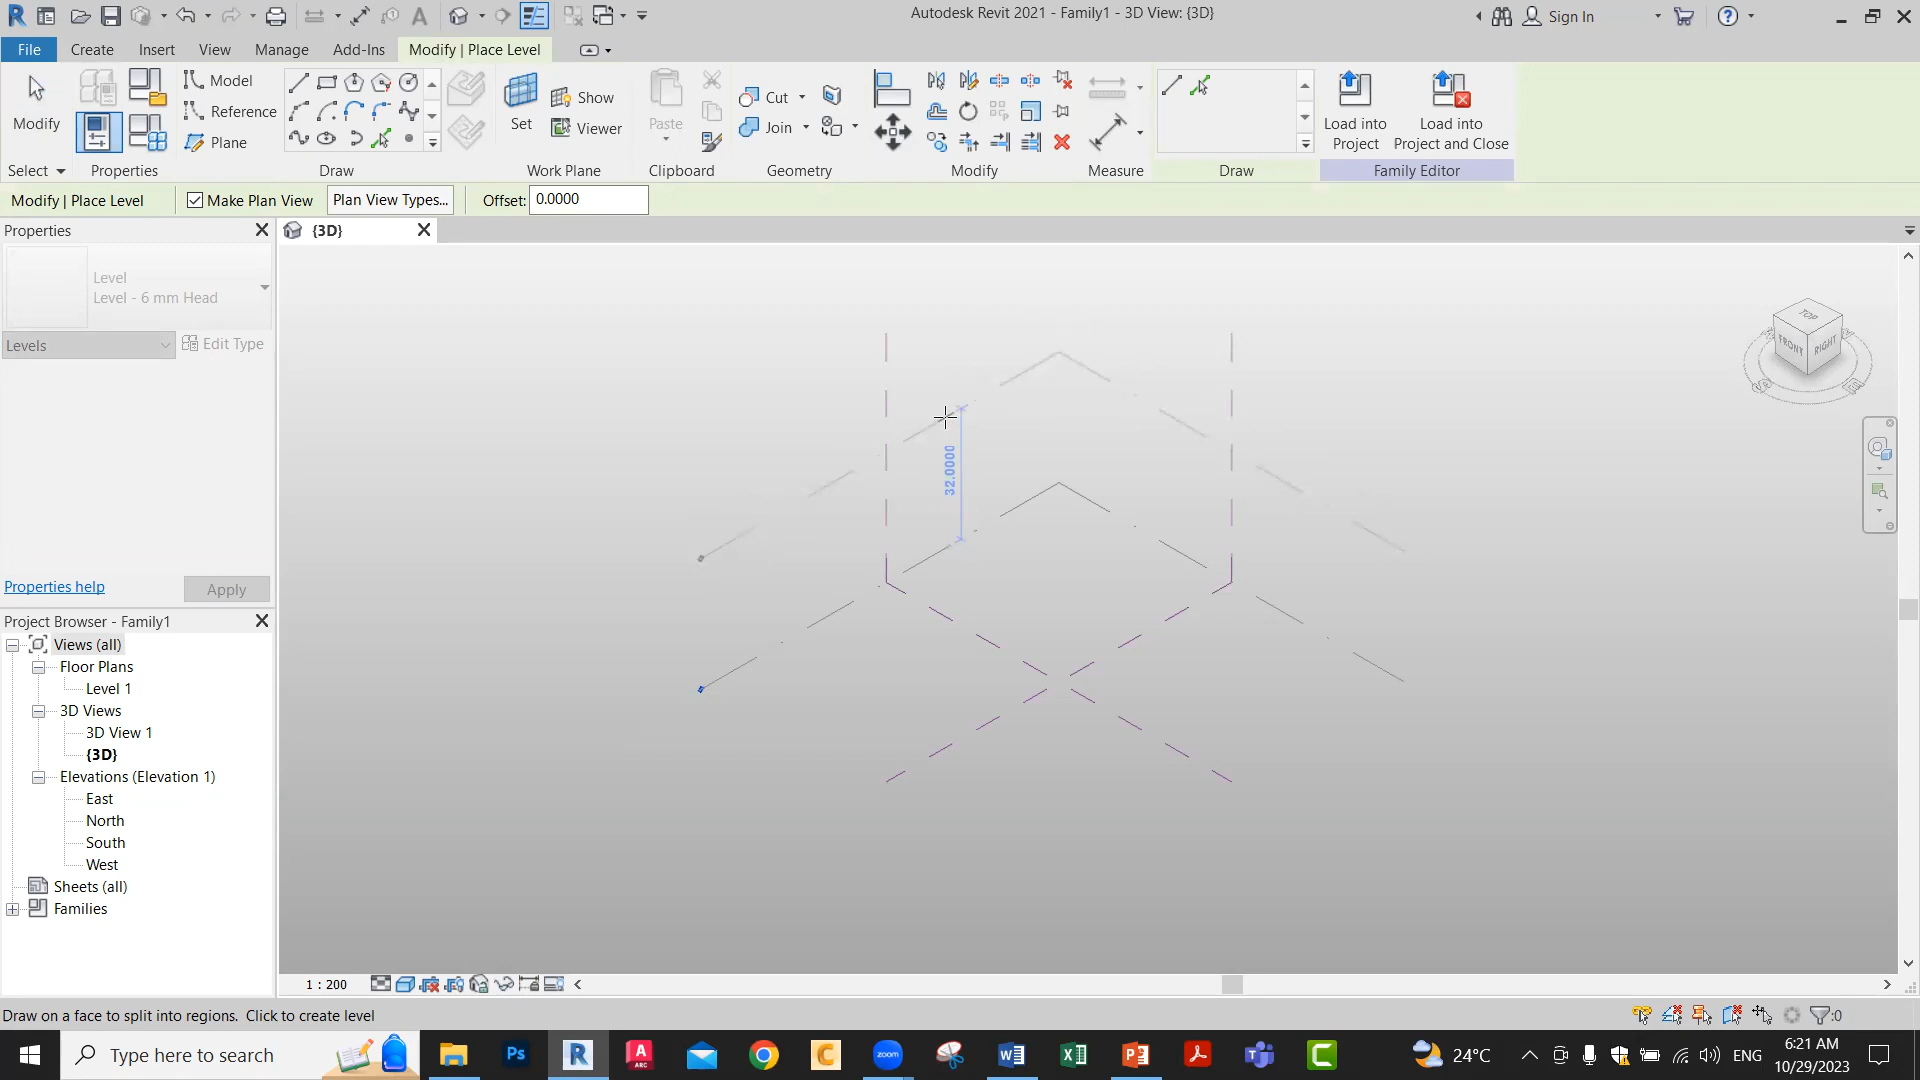 Autodesk Revit 2021 - Family1 - 3D View: {3D}
Sign In
File Create Insert View Manage Add-Ins Modify | Place Level
Modify
Model
Reference
Plane
Set
Show
Viewer
Paste
Cut
Join
Load into Project
Load into Project and Close
Select Properties Draw Work Plane Clipboard Geometry Modify Measure Draw Family Editor
Modify | Place Level Make Plan View Plan View Types... Offset: 0.0000
Properties
{3D}
Level
Level - 6 mm Head
Levels Edit Type
TOP
FRONT RIGHT
32.0000
Properties help Apply
Project Browser - Family1
Views (all)
Floor Plans
Level 1
3D Views
3D View 1
{3D}
Elevations (Elevation 1)
East
North
South
West
Sheets (all)
Families
1 : 200
Draw on a face to split into regions. Click to create level
:0
Type here to search
24°C
ENG
6:21 AM
10/29/2023